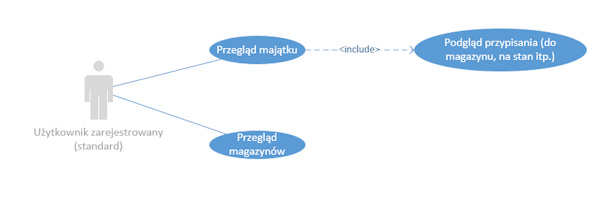 Przegląd majątku
<include>
Podgląd przypisania (do
magazynu, na stan itp.)
Użytkownik zarejestrowany
(standard)
Przegląd
magazynów